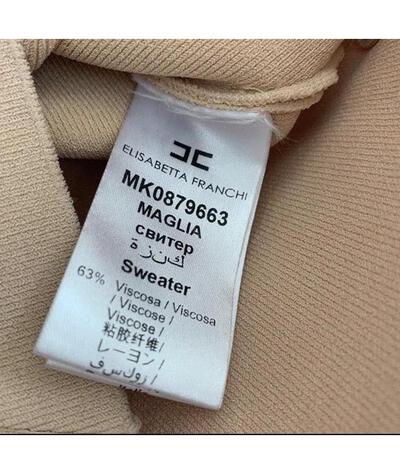 ELISABETTA FRANCHI
MK0879663
MAGLIA
свитер
كنزة
Sweater
63% Viscosa / Viscosa
/ Viscose /
Viscose /
粘胶纤维/
レーヨン /